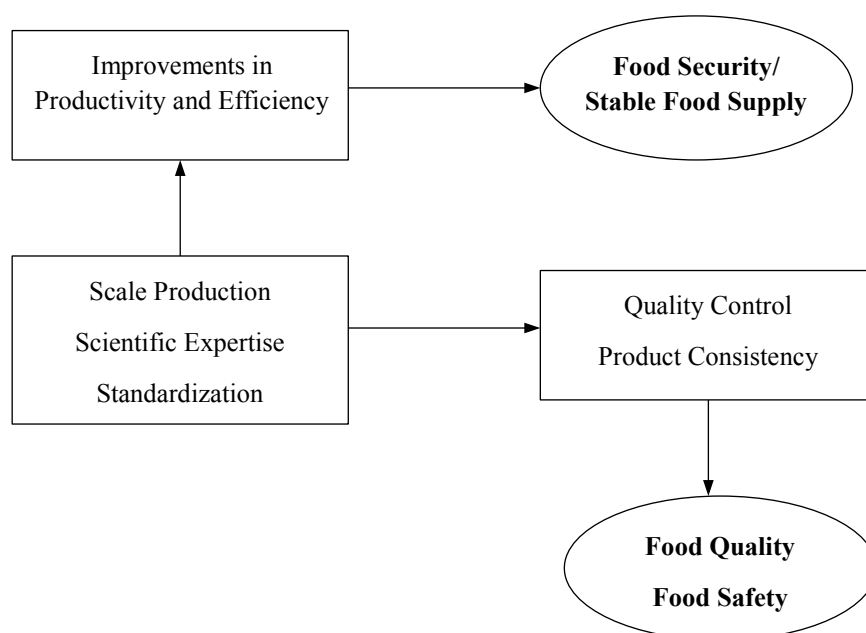 Improvements in
Productivity and Efficiency
Food Security/
Stable Food Supply
Scale Production
Scientific Expertise
Standardization
Quality Control
Product Consistency
Food Quality
Food Safety